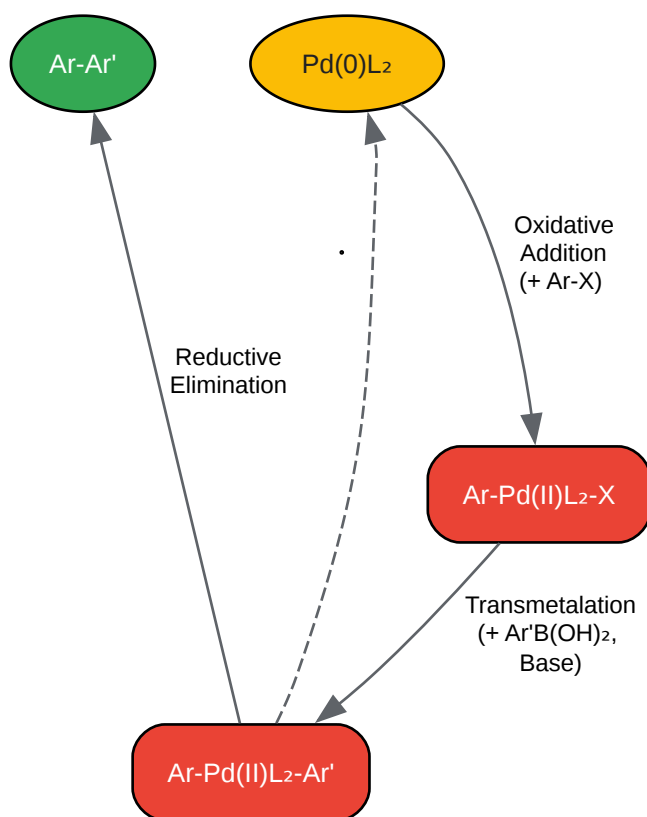 Ar-Ar'
Pd(0)L₂
Oxidative
Addition
(+ Ar-X)
Reductive
Elimination
Ar-Pd(II)L₂-X
Transmetalation
(+ Ar'B(OH)₂,
Base)
Ar-Pd(II)L₂-Ar'